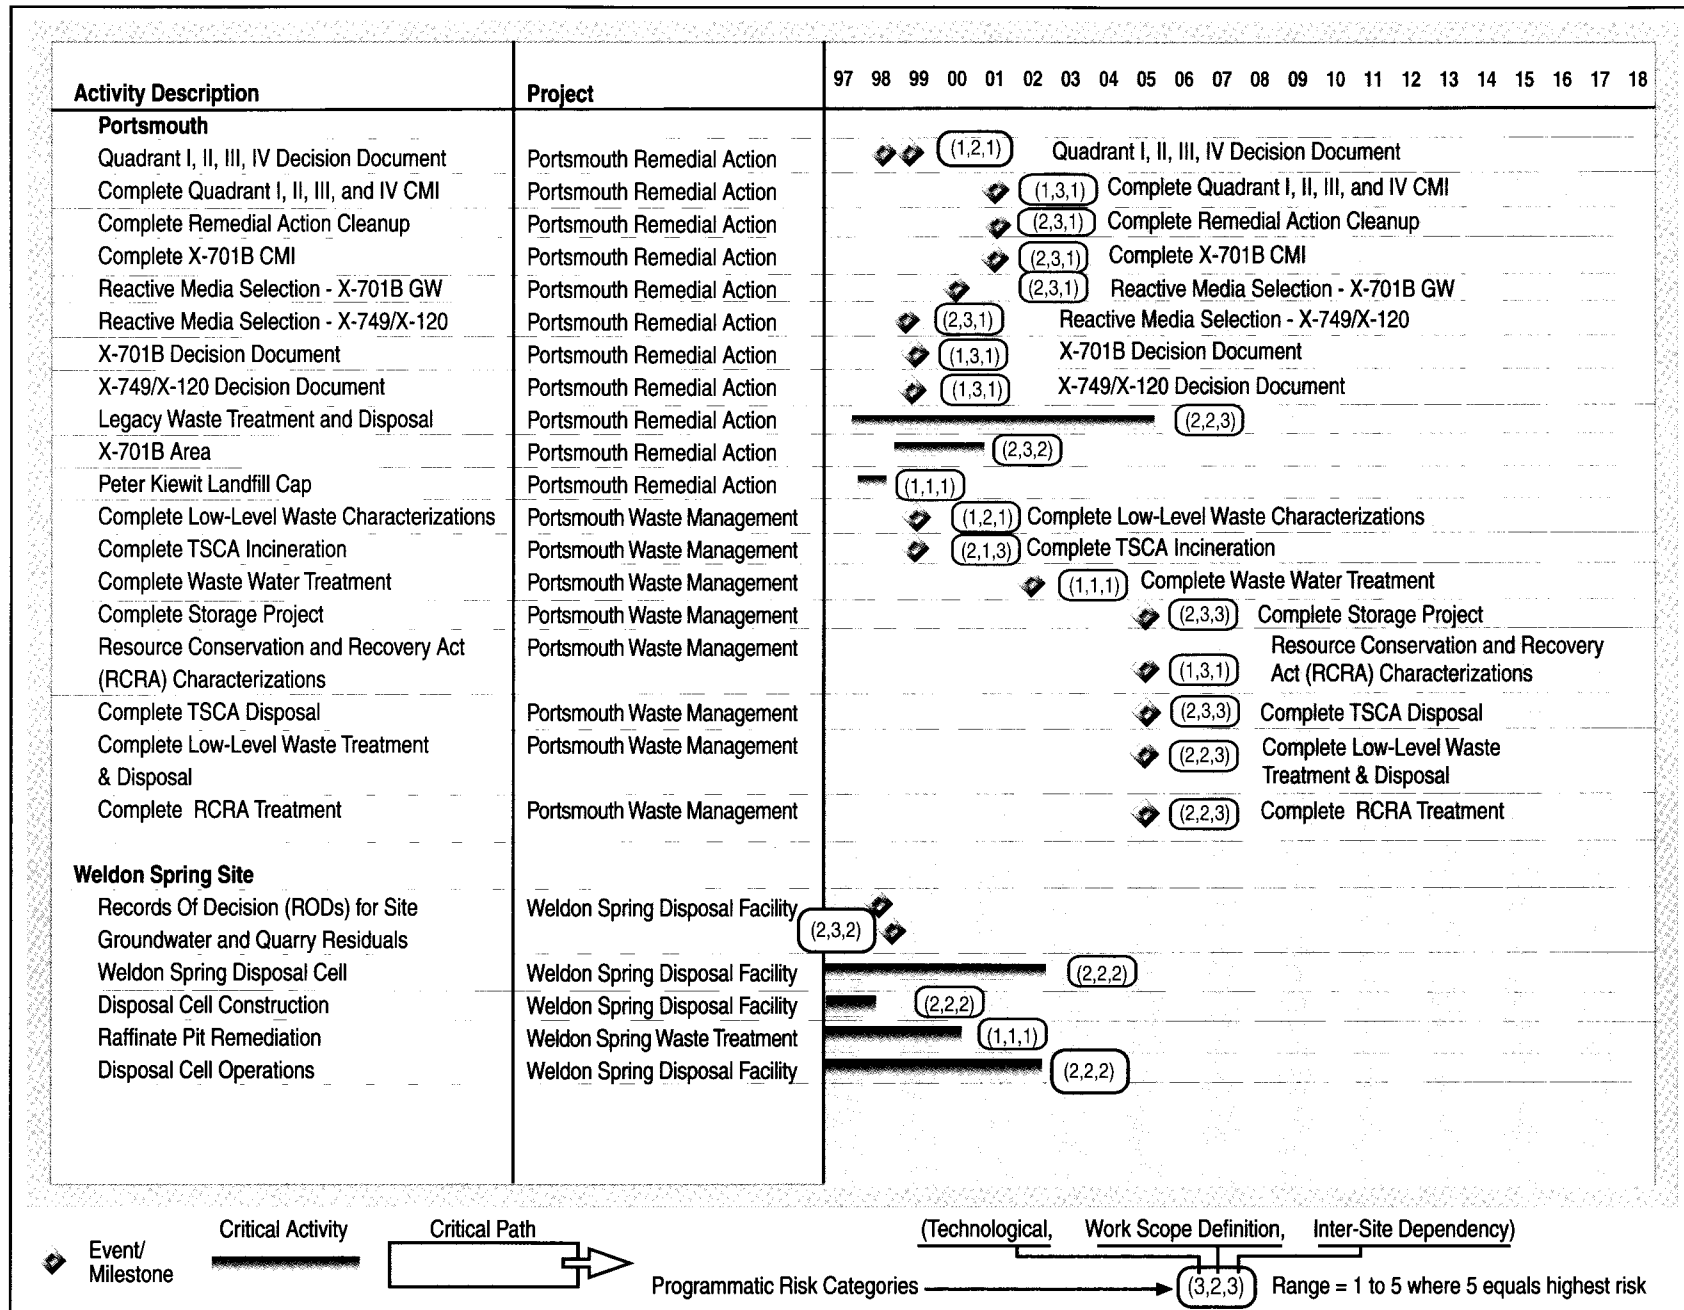 Activity Description Project 97 98 99 00 01 02 03 04 05 06 07 08 09 10 11 12 13 14 15 16 17 18
Portsmouth
Quadrant I, II, III, IV Decision Document Portsmouth Remedial Action (1,2,1) Quadrant I, II, III, IV Decision Document
Complete Quadrant I, II, III, and IV CMI Portsmouth Remedial Action (1,3,1) Complete Quadrant I, II, III, and IV CMI
Complete Remedial Action Cleanup Portsmouth Remedial Action (2,3,1) Complete Remedial Action Cleanup
Complete X-701B CMI Portsmouth Remedial Action (2,3,1) Complete X-701B CMI
Reactive Media Selection - X-701B GW Portsmouth Remedial Action (2,3,1) Reactive Media Selection - X-701B GW
Reactive Media Selection - X-749/X-120 Portsmouth Remedial Action (2,3,1) Reactive Media Selection - X-749/X-120
X-701B Decision Document Portsmouth Remedial Action (1,3,1) X-701B Decision Document
X-749/X-120 Decision Document Portsmouth Remedial Action (1,3,1) X-749/X-120 Decision Document
Legacy Waste Treatment and Disposal Portsmouth Remedial Action (2,2,3)
X-701B Area Portsmouth Remedial Action (2,3,2)
Peter Kiewit Landfill Cap Portsmouth Remedial Action (1,1,1)
Complete Low-Level Waste Characterizations Portsmouth Waste Management (1,2,1) Complete Low-Level Waste Characterizations
Complete TSCA Incineration Portsmouth Waste Management (2,1,3) Complete TSCA Incineration
Complete Waste Water Treatment Portsmouth Waste Management (1,1,1) Complete Waste Water Treatment
Complete Storage Project Portsmouth Waste Management (2,3,3) Complete Storage Project
Resource Conservation and Recovery Act Portsmouth Waste Management Resource Conservation and Recovery
(RCRA) Characterizations (1,3,1) Act (RCRA) Characterizations
Complete TSCA Disposal Portsmouth Waste Management (2,3,3) Complete TSCA Disposal
Complete Low-Level Waste Treatment Portsmouth Waste Management (2,2,3) Complete Low-Level Waste
& Disposal Treatment & Disposal
Complete RCRA Treatment Portsmouth Waste Management (2,2,3) Complete RCRA Treatment
Weldon Spring Site
Records Of Decision (RODs) for Site Weldon Spring Disposal Facility
Groundwater and Quarry Residuals (2,3,2)
Weldon Spring Disposal Cell Weldon Spring Disposal Facility (2,2,2)
Disposal Cell Construction Weldon Spring Disposal Facility (2,2,2)
Raffinate Pit Remediation Weldon Spring Waste Treatment (1,1,1)
Disposal Cell Operations Weldon Spring Disposal Facility (2,2,2)
Event/
Milestone
Critical Activity
Critical Path
(Technological, Work Scope Definition, Inter-Site Dependency)
Programmatic Risk Categories (3,2,3) Range = 1 to 5 where 5 equals highest risk